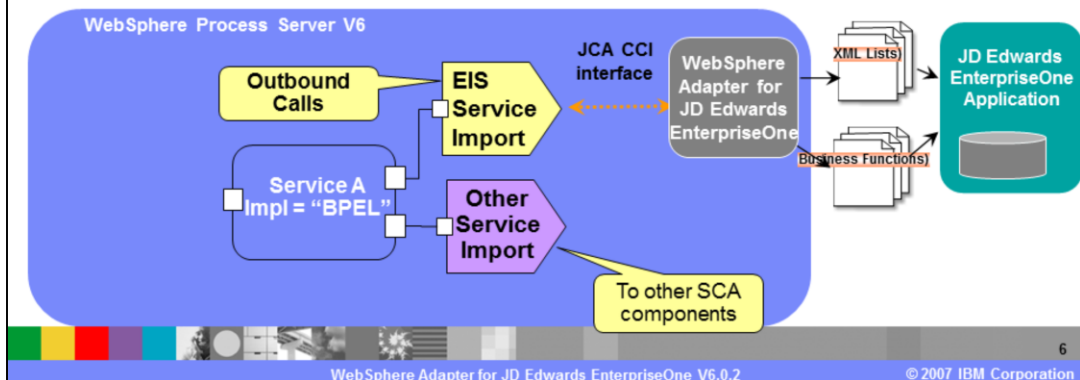 WebSphere Process Server V6
Outbound
Calls
EIS
Service
Import
JCA CCI
interface
WebSphere
Adapter for
JD Edwards
EnterpriseOne
XML Lists)
Business Functions)
JD Edwards
EnterpriseOne
Application
Service A
Impl = “BPEL”
Other
Service
Import
To other SCA
components
6
WebSphere Adapter for JD Edwards EnterpriseOne V6.0.2
© 2007 IBM Corporation